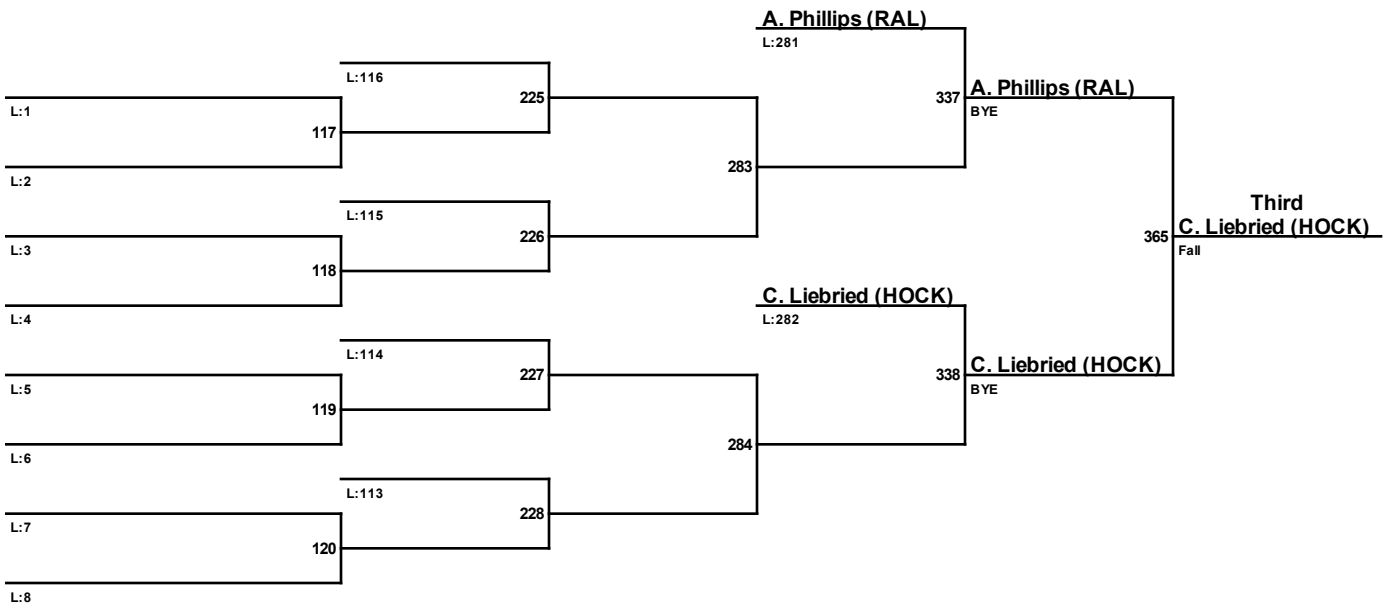 A. Phillips (RAL)
L:281
L:116
225
337
A. Phillips (RAL)
BYE
L:1
117
L:2
283
L:115
226
Third
C. Liebried (HOCK)
365
Fall
L:3
118
L:4
C. Liebried (HOCK)
L:282
L:114
227
338
C. Liebried (HOCK)
BYE
L:5
119
L:6
284
L:113
228
L:7
120
L:8